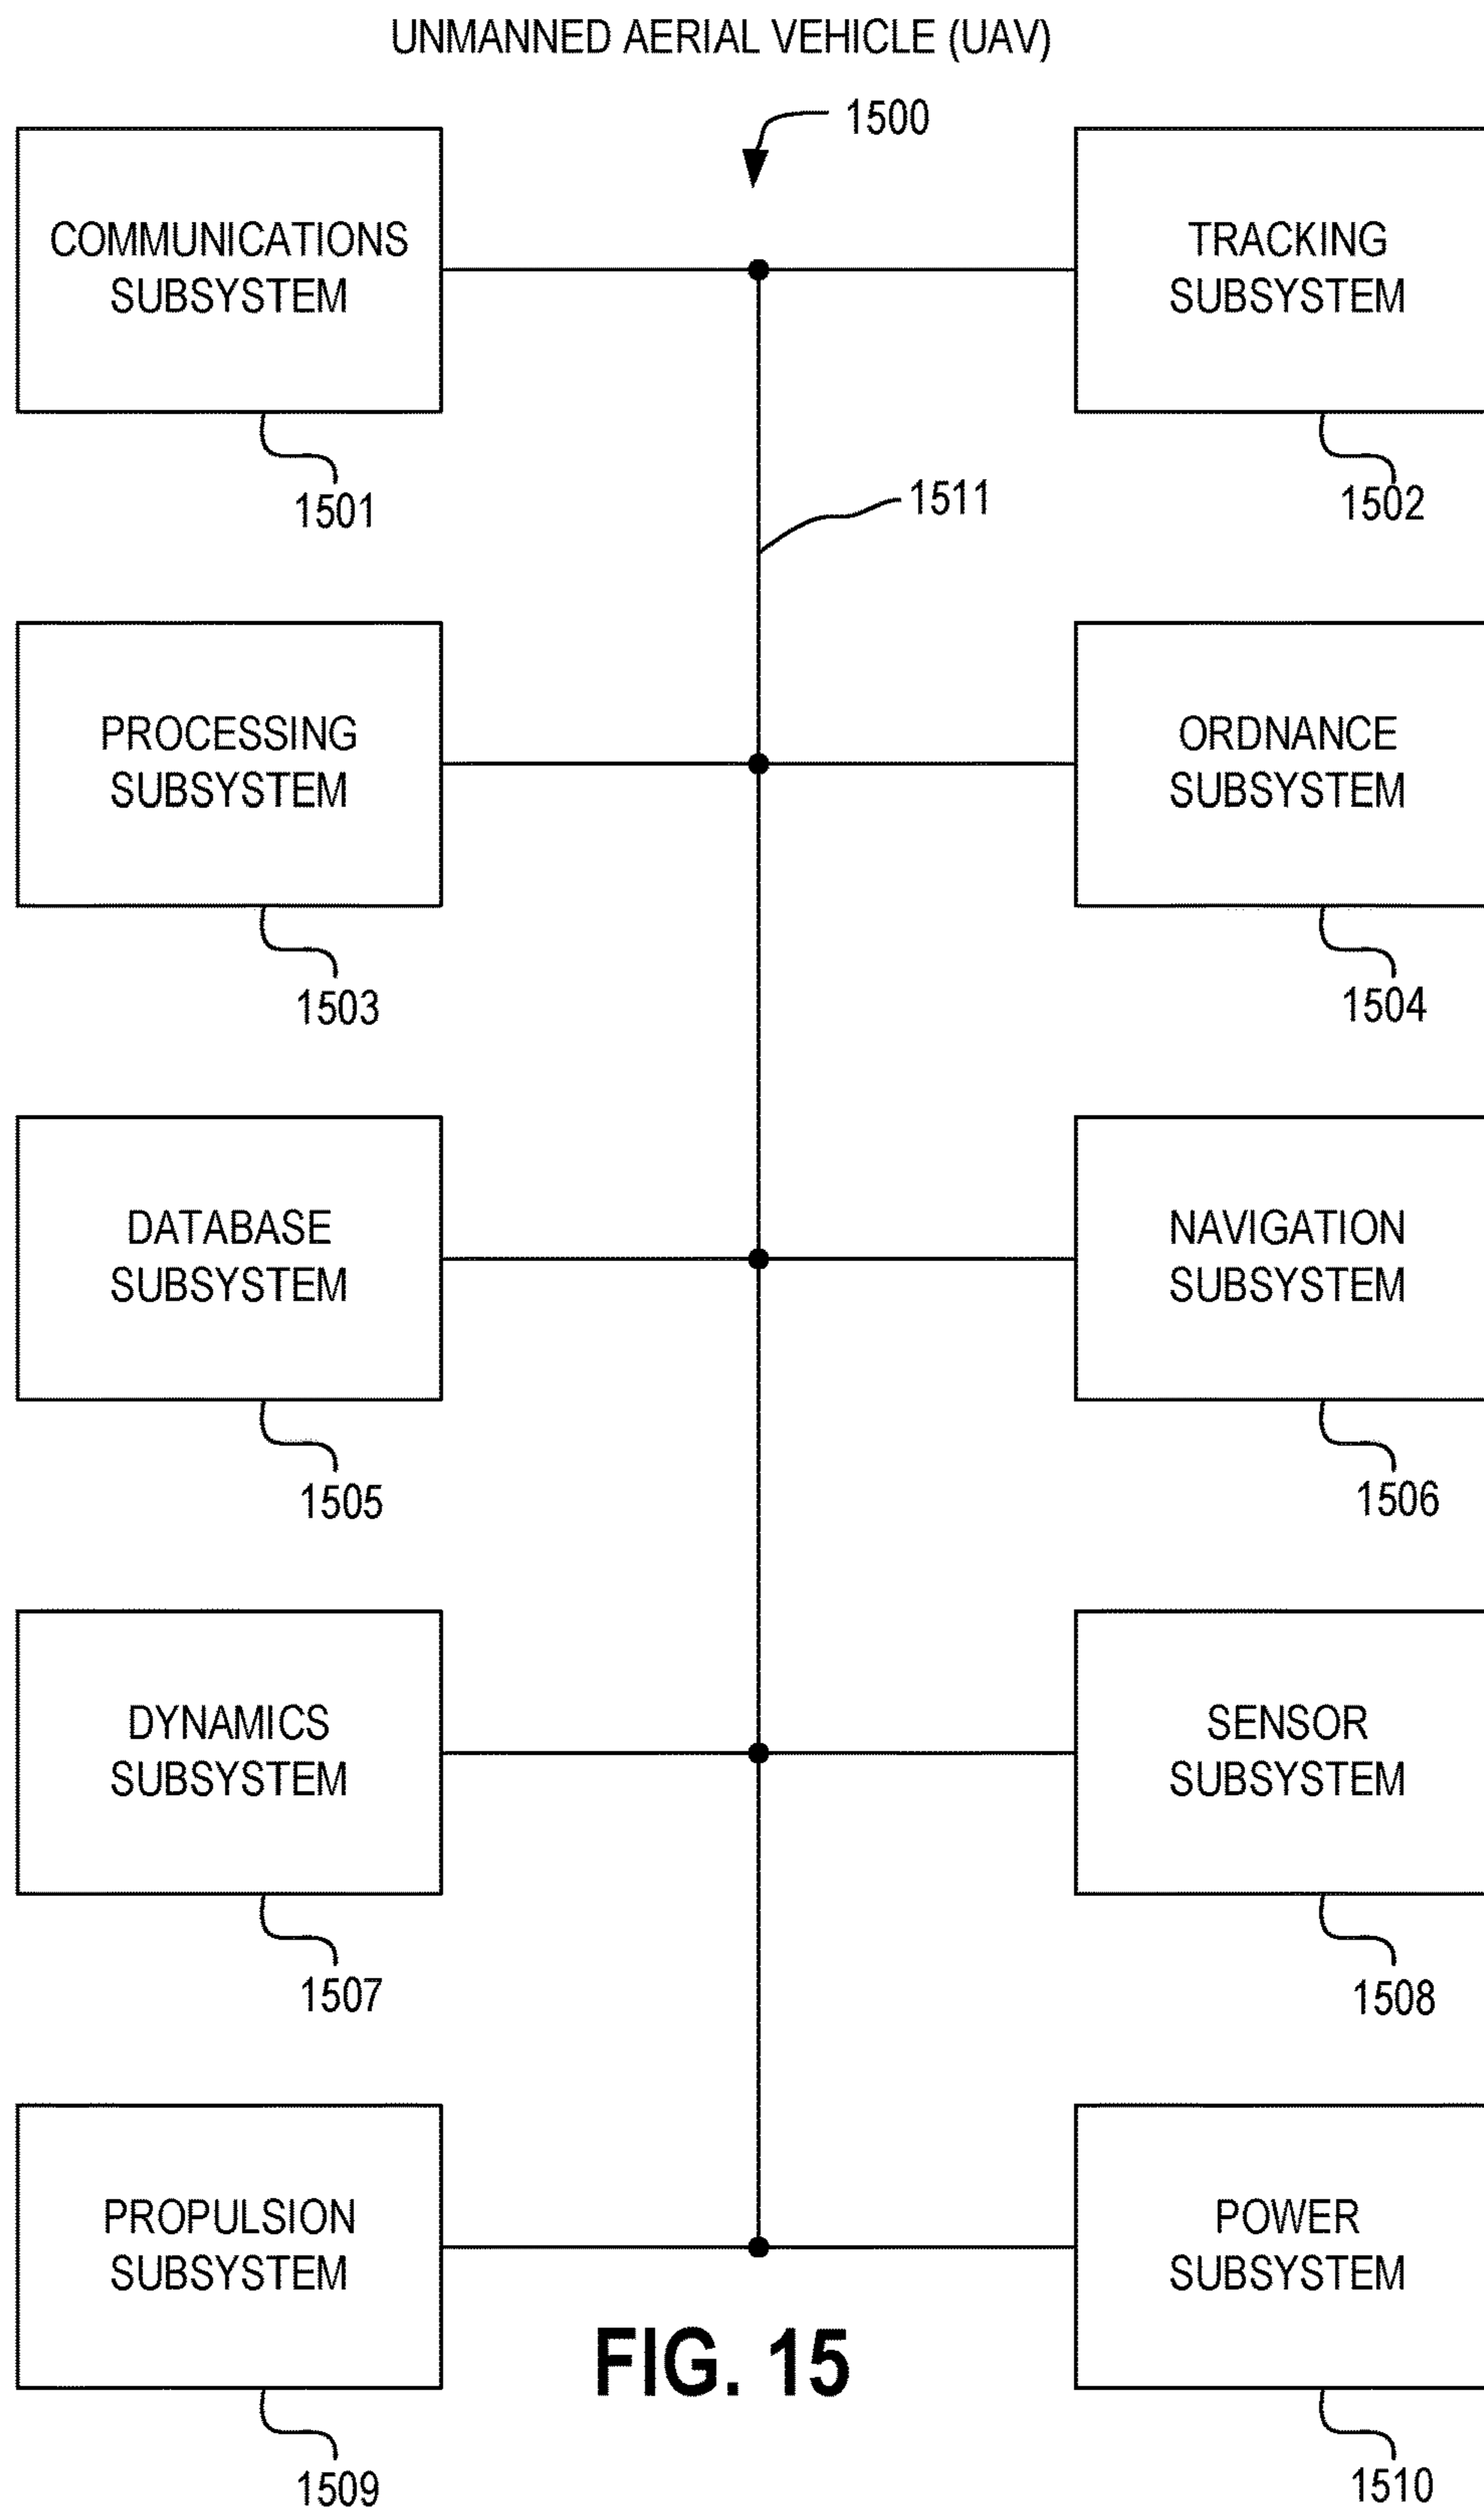 UNMANNED AERIAL VEHICLE (UAV)
1500
COMMUNICATIONS
SUBSYSTEM
1501
TRACKING
SUBSYSTEM
1502
1511
PROCESSING
SUBSYSTEM
1503
ORDNANCE
SUBSYSTEM
1504
DATABASE
SUBSYSTEM
1505
NAVIGATION
SUBSYSTEM
1506
DYNAMICS
SUBSYSTEM
1507
SENSOR
SUBSYSTEM
1508
PROPULSION
SUBSYSTEM
1509
POWER
SUBSYSTEM
1510
FIG. 15